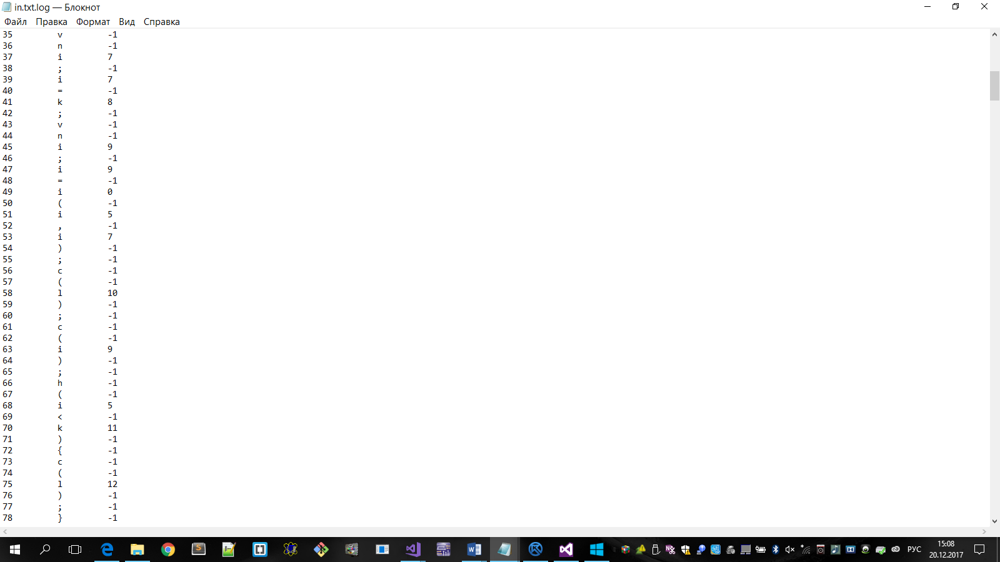 in.txt.log — Блокнот
Файл Правка Формат Вид Справка
35 v -1
36 n -1
37 i 7
38 ; -1
39 i 7
40 = -1
41 k 8
42 ; -1
43 v -1
44 n -1
45 i 9
46 ; -1
47 i 9
48 = -1
49 i 0
50 ( -1
51 i 5
52 , -1
53 i 7
54 ) -1
55 ; -1
56 c -1
57 ( -1
58 l 10
59 ) -1
60 ; -1
61 c -1
62 ( -1
63 i 9
64 ) -1
65 ; -1
66 h -1
67 ( -1
68 i 5
69 < -1
70 k 11
71 ) -1
72 { -1
73 c -1
74 ( -1
75 l 12
76 ) -1
77 ; -1
78 } -1
РУС
15:08
20.12.2017